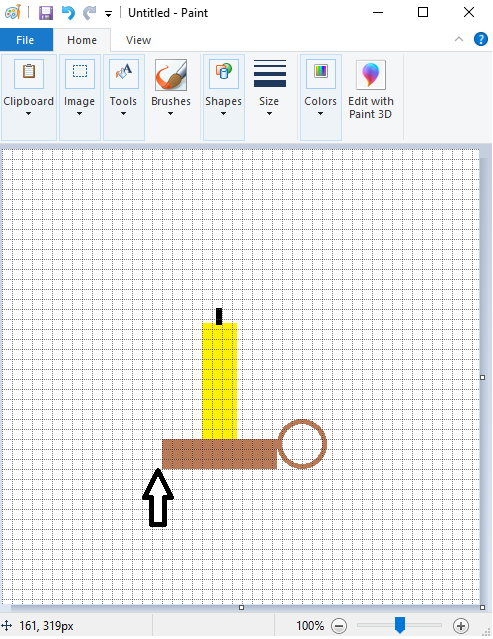 Untitled - Paint
File Home View
Clipboard Image Tools Brushes Shapes Size Colors Edit with
Paint 3D
161, 319px 100%